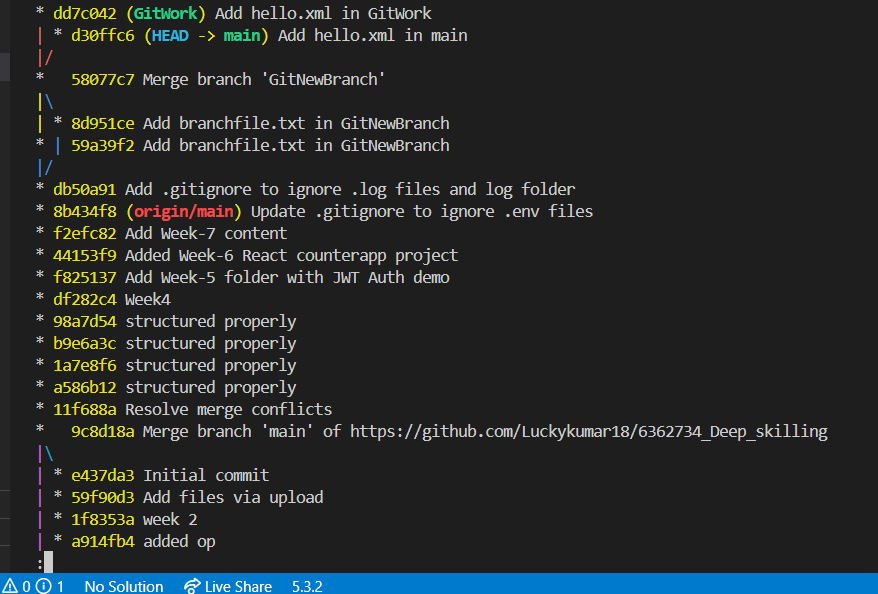 * dd7c042 (GitWork) Add hello.xml in GitWork
| * d30ffc6 (HEAD -> main) Add hello.xml in main
|/
*   58077c7 Merge branch 'GitNewBranch'
|\
| * 8d951ce Add branchfile.txt in GitNewBranch
* | 59a39f2 Add branchfile.txt in GitNewBranch
|/
* db50a91 Add .gitignore to ignore .log files and log folder
* 8b434f8 (origin/main) Update .gitignore to ignore .env files
* f2efc82 Add Week-7 content
* 44153f9 Added Week-6 React counterapp project
* f825137 Add Week-5 folder with JWT Auth demo
* df282c4 Week4
* 98a7d54 structured properly
* b9e6a3c structured properly
* 1a7e8f6 structured properly
* a586b12 structured properly
* 11f688a Resolve merge conflicts
*   9c8d18a Merge branch 'main' of https://github.com/Luckykumar18/6362734_Deep_skilling
|\
| * e437da3 Initial commit
| * 59f90d3 Add files via upload
| * 1f8353a week 2
| * a914fb4 added op
:
0 1 No Solution Live Share 5.3.2